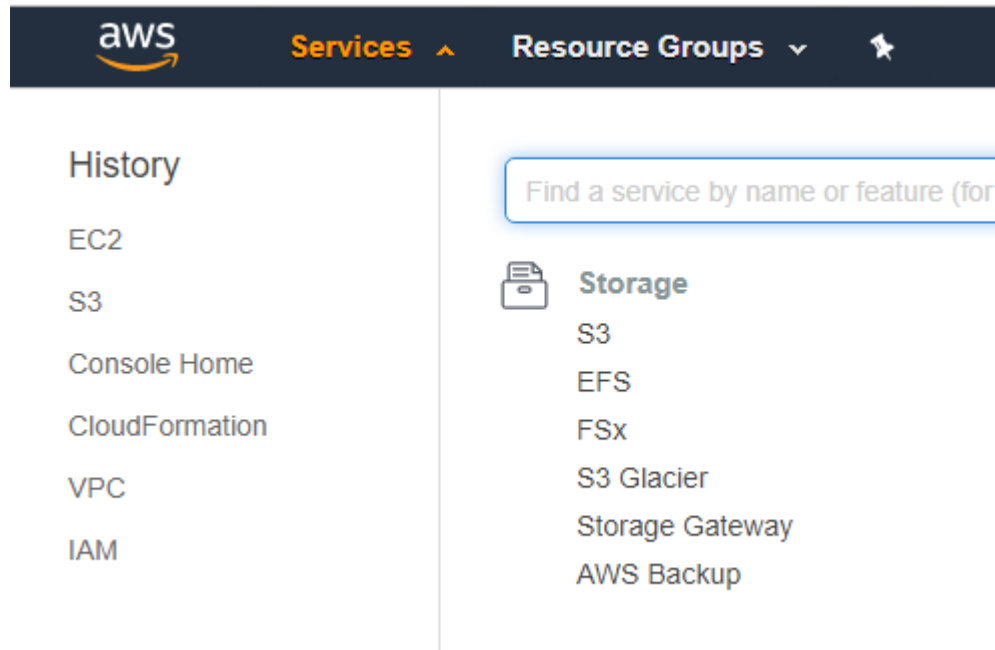 aws Services Resource Groups
History
EC2
S3
Console Home
CloudFormation
VPC
IAM
Find a service by name or feature (for
Storage
S3
EFS
FSx
S3 Glacier
Storage Gateway
AWS Backup